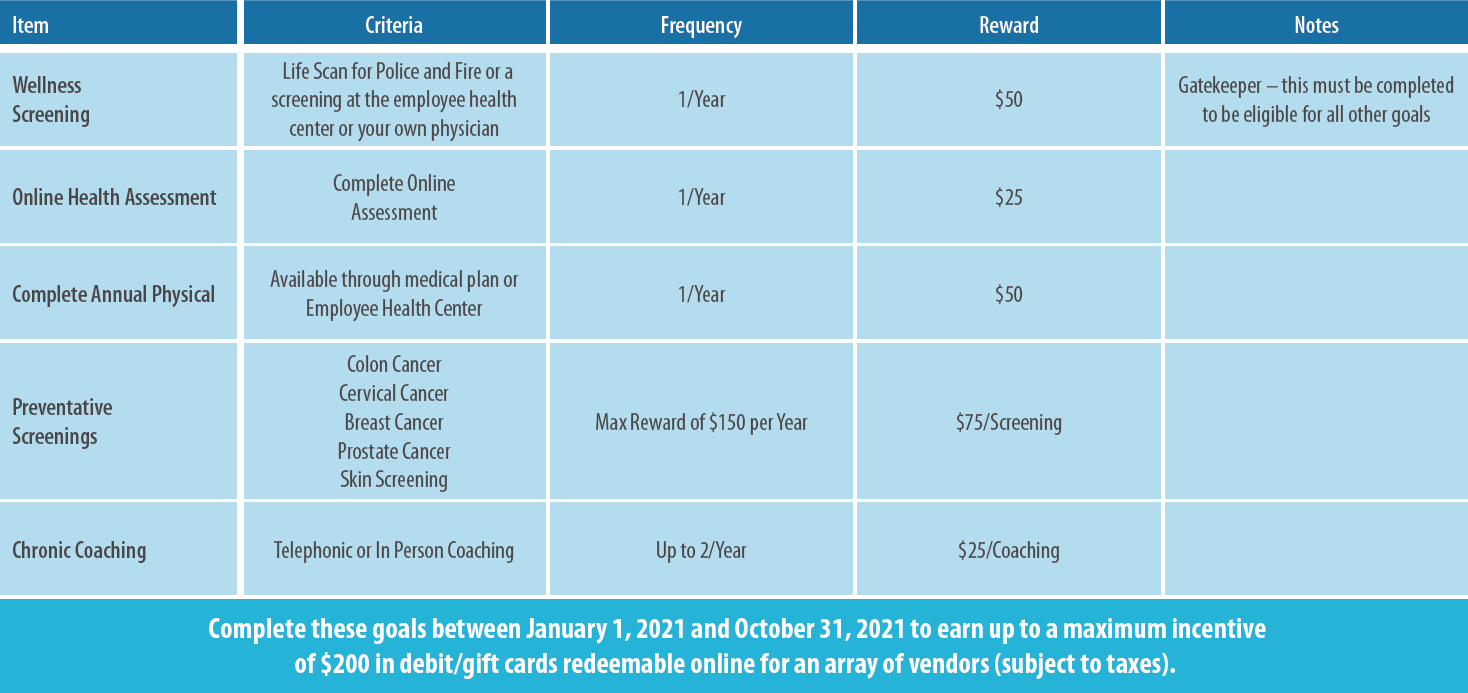 Item
Criteria
Frequency
Reward
Notes
Wellness
Screening
Life Scan for Police and Fire or a
screening at the employee health
center or your own physician
1/Year
$50
Gatekeeper – this must be completed
to be eligible for all other goals
Online Health Assessment
Complete Online
Assessment
1/Year
$25
Complete Annual Physical
Available through medical plan or
Employee Health Center
1/Year
$50
Preventative
Screenings
Colon Cancer
Cervical Cancer
Breast Cancer
Prostate Cancer
Skin Screening
Max Reward of $150 per Year
$75/Screening
Chronic Coaching
Telephonic or In Person Coaching
Up to 2/Year
$25/Coaching
Complete these goals between January 1, 2021 and October 31, 2021 to earn up to a maximum incentive
of $200 in debit/gift cards redeemable online for an array of vendors (subject to taxes).